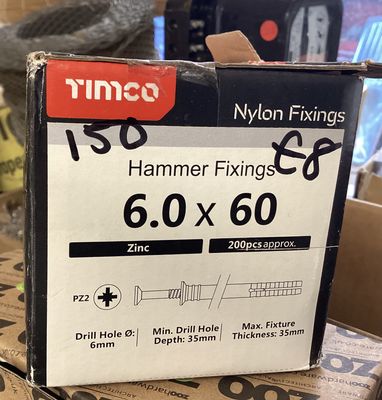 TIMCO
Nylon Fixings
150
£8
Hammer Fixings
6.0 x 60
Zinc
200pcs approx.
PZ2
Drill Hole Ø:
6mm
Min. Drill Hole
Depth: 35mm
Max. Fixture
Thickness: 35mm